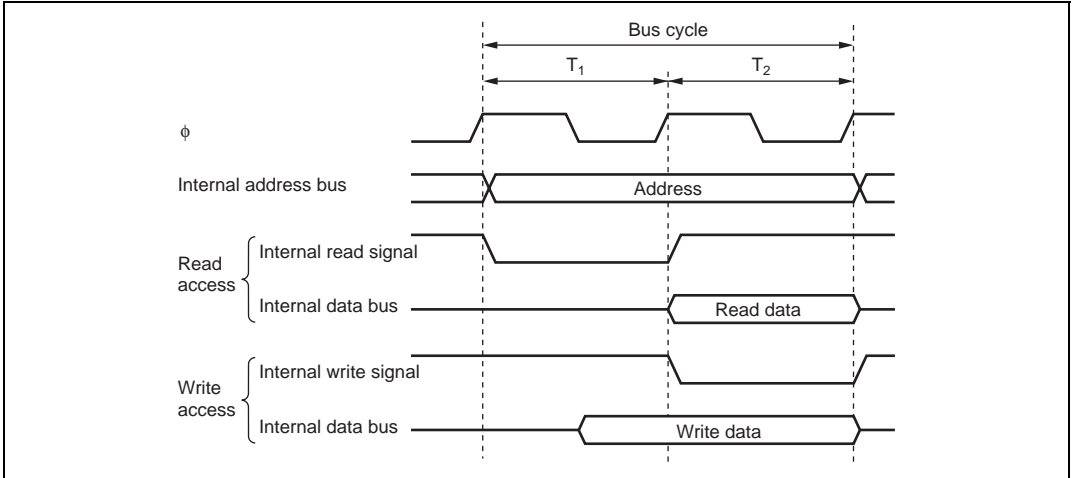 Bus cycle
T₁ T₂
ϕ
Internal address bus Address
Read access Internal read signal
Internal data bus Read data
Write access Internal write signal
Internal data bus Write data